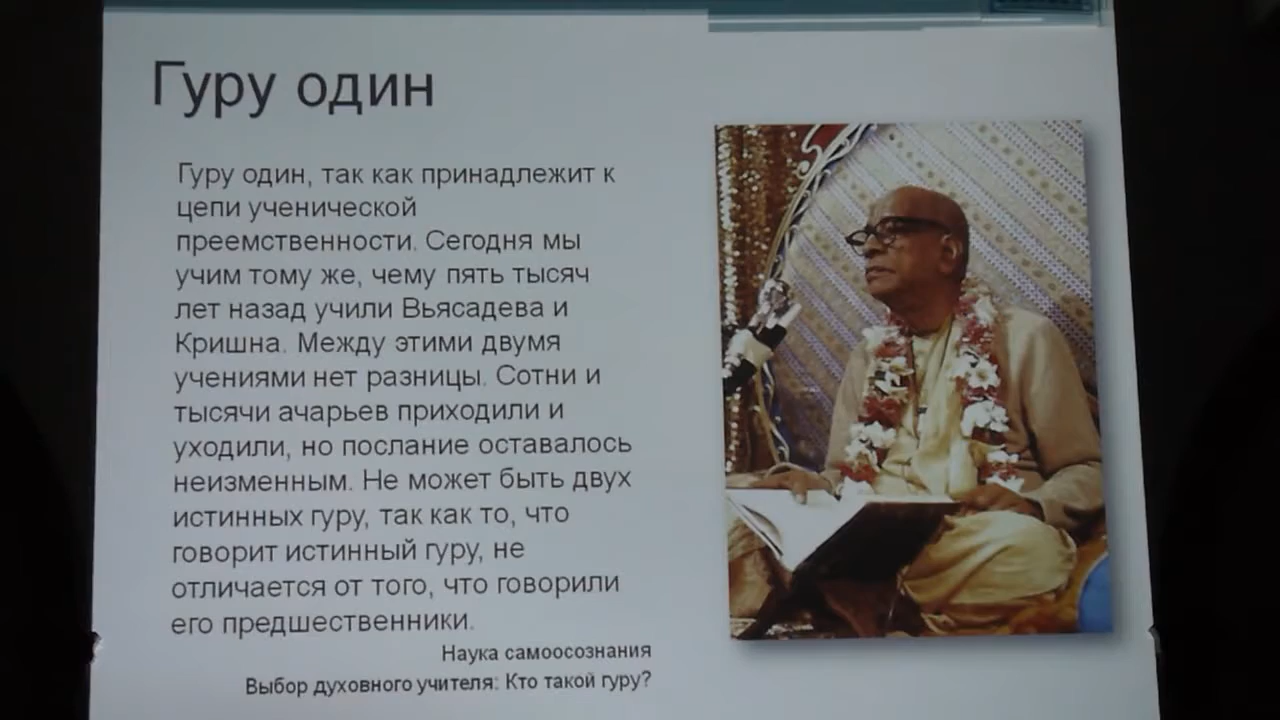 Гуру один
Гуру один, так как принадлежит к
цепи ученической
преемственности. Сегодня мы
учим тому же, чему пять тысяч
лет назад учили Вьясадева и
Кришна. Между этими двумя
учениями нет разницы. Сотни и
тысячи ачарьев приходили и
уходили, но послание оставалось
неизменным. Не может быть двух
истинных гуру, так как то, что
говорит истинный гуру, не
отличается от того, что говорили
его предшественники.
Наука самоосознания
Выбор духовного учителя: Кто такой гуру?